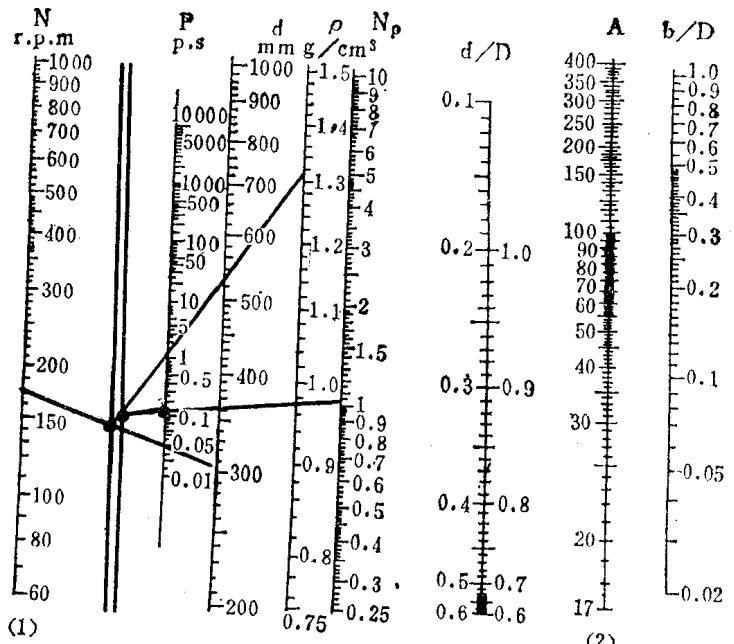 N P d ρ Np d/D A b/D
r.p.m p.s mm g/cm³
1000 900 800 700 600 500 400 300 200 150 100 80 60
10000 5000 1000 500 100 50 10 5 1 0.5 0.1 0.05 0.01
1000 900 800 700 600 500 400 300 200
1.5 1.4 1.3 1.2 1.1 1.0 0.9 0.8 0.75
10 9 8 7 6 5 4 3 2 1.5 1 0.9 0.8 0.7 0.6 0.5 0.4 0.3 0.25
0.1 0.2 0.3 0.4 0.5 0.6
1.0 0.9 0.8 0.7 0.6
400 350 300 250 200 150 100 90 80 70 60 50 40 30 20 17
1.0 0.9 0.8 0.7 0.6 0.5 0.4 0.3 0.2 0.1 0.05 0.02
(1) (2)